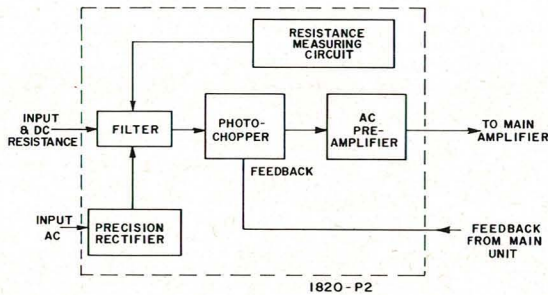 RESISTANCE
MEASURING
CIRCUIT
INPUT
& DC
RESISTANCE
FILTER
PHOTO-
CHOPPER
AC
PRE-
AMPLIFIER
TO MAIN
AMPLIFIER
FEEDBACK
INPUT
AC
PRECISION
RECTIFIER
FEEDBACK
FROM MAIN
UNIT
1820-P2